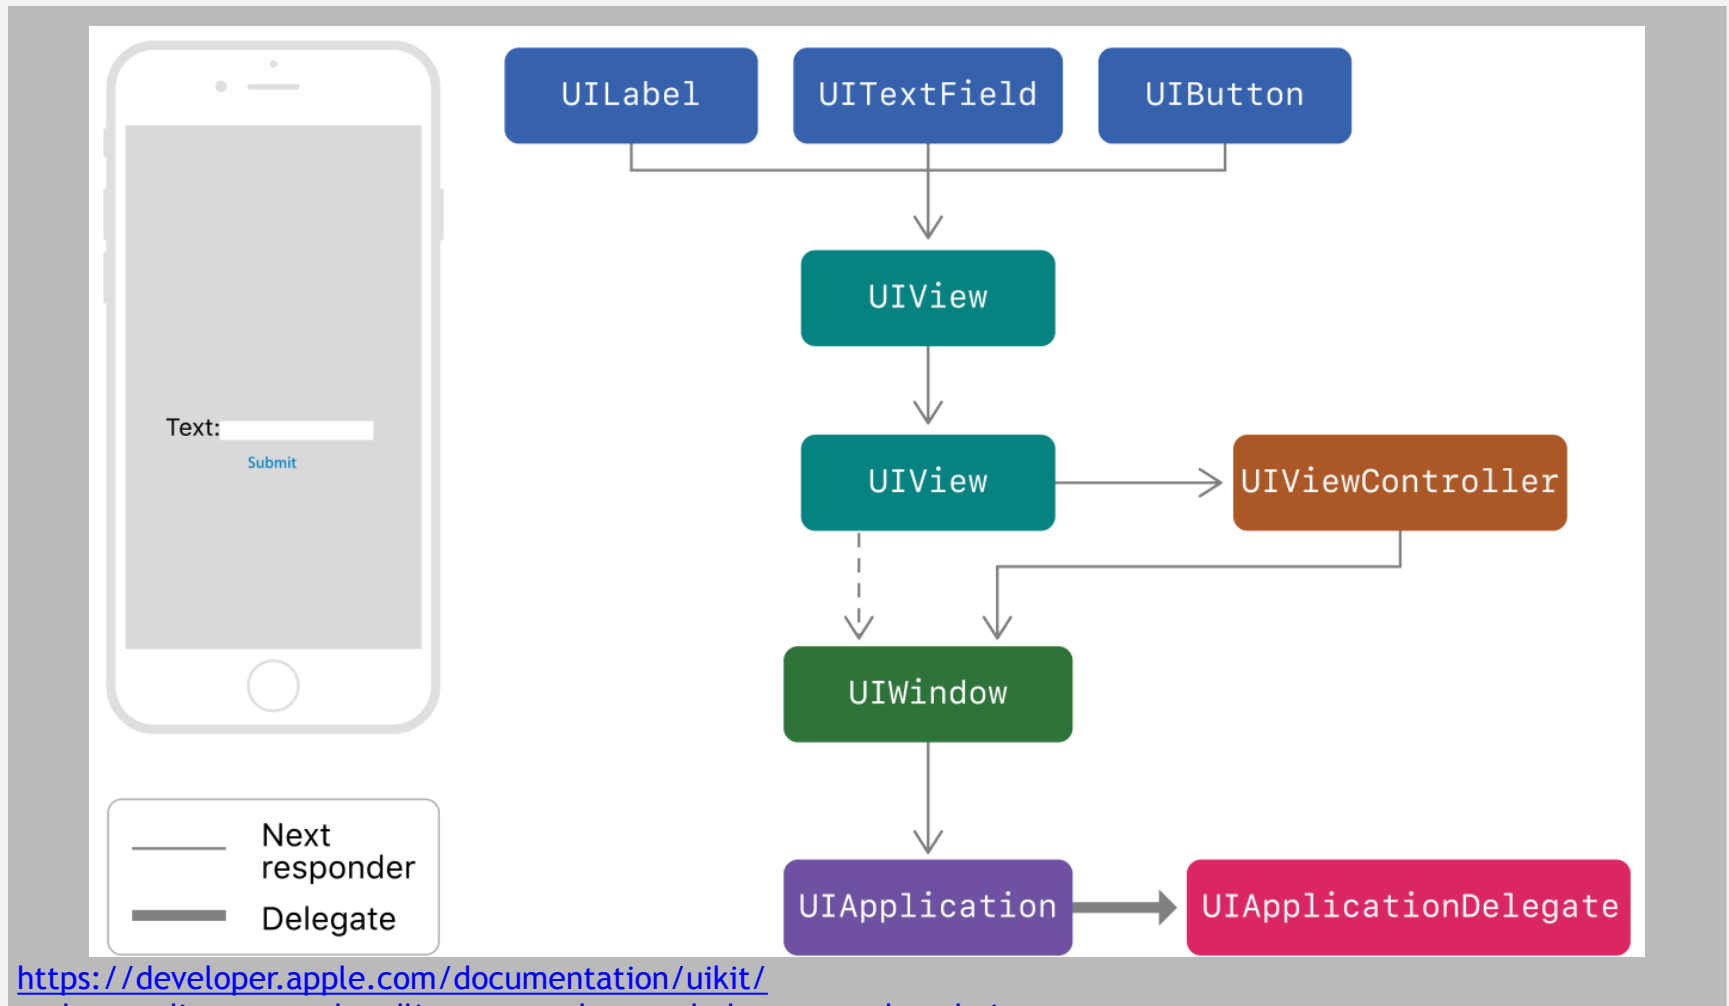 UILabel
UITextField
UIButton
UIView
UIView
UIViewController
UIWindow
UIApplication
UIApplicationDelegate
Text:
Submit
Next
responder
Delegate
https://developer.apple.com/documentation/uikit/